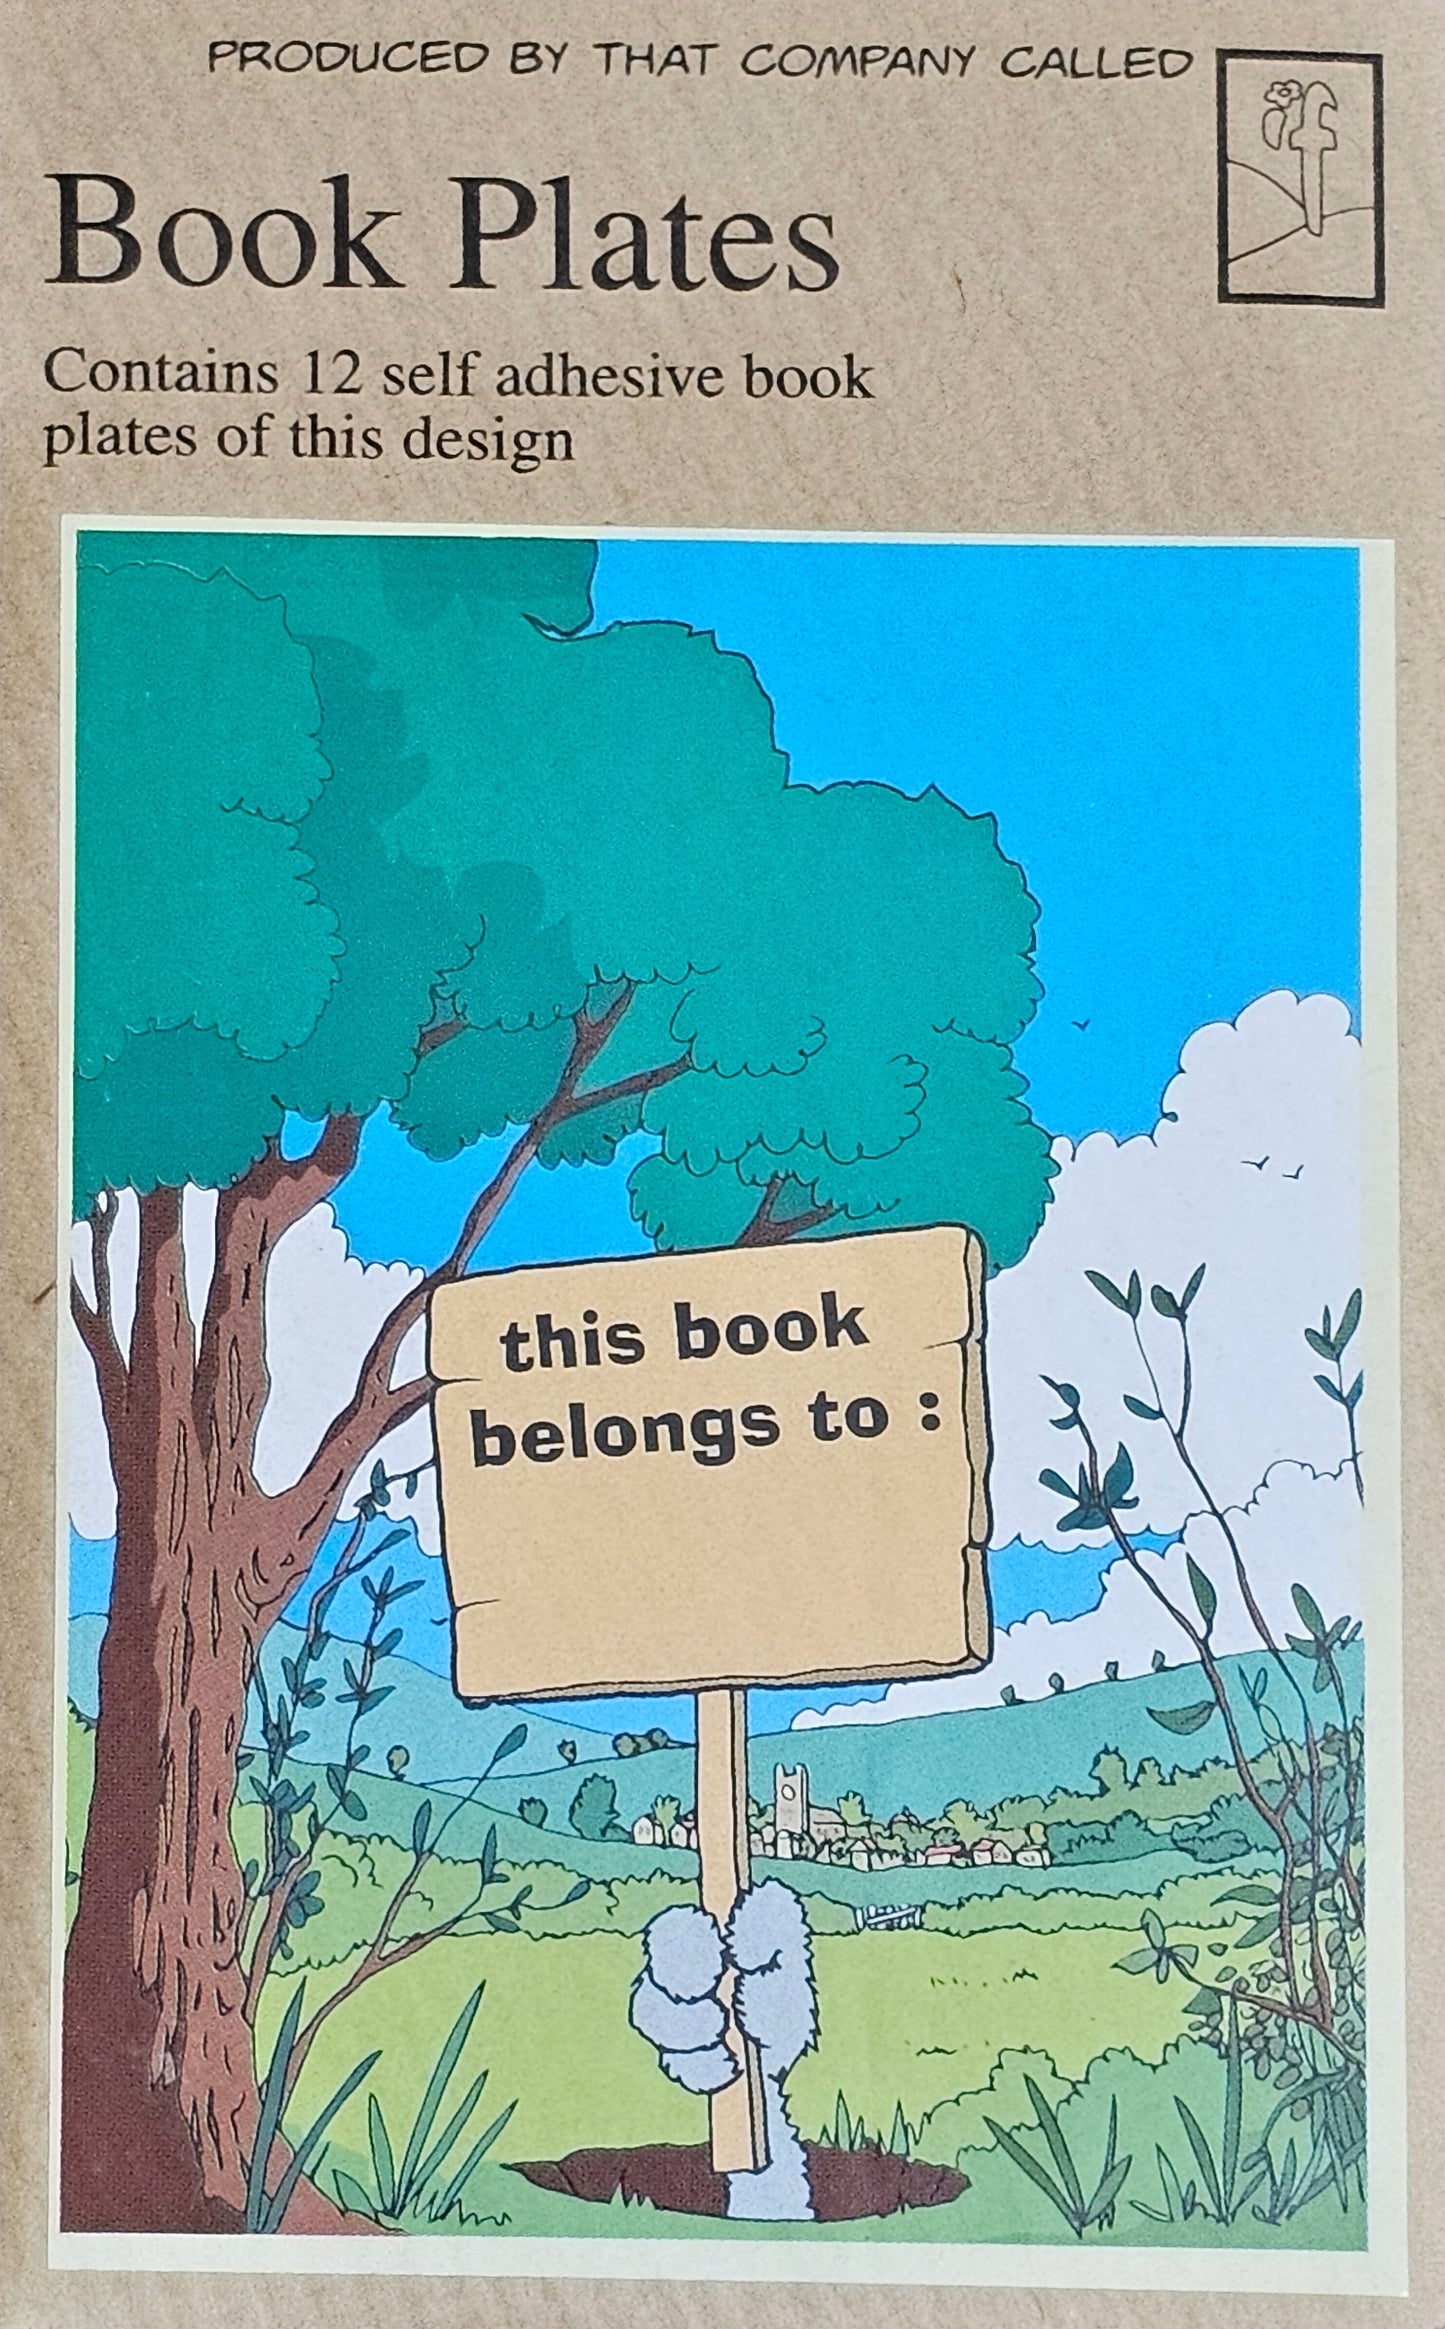 PRODUCED BY THAT COMPANY CALLED
Book Plates
Contains 12 self adhesive book
plates of this design
this book
belongs to :